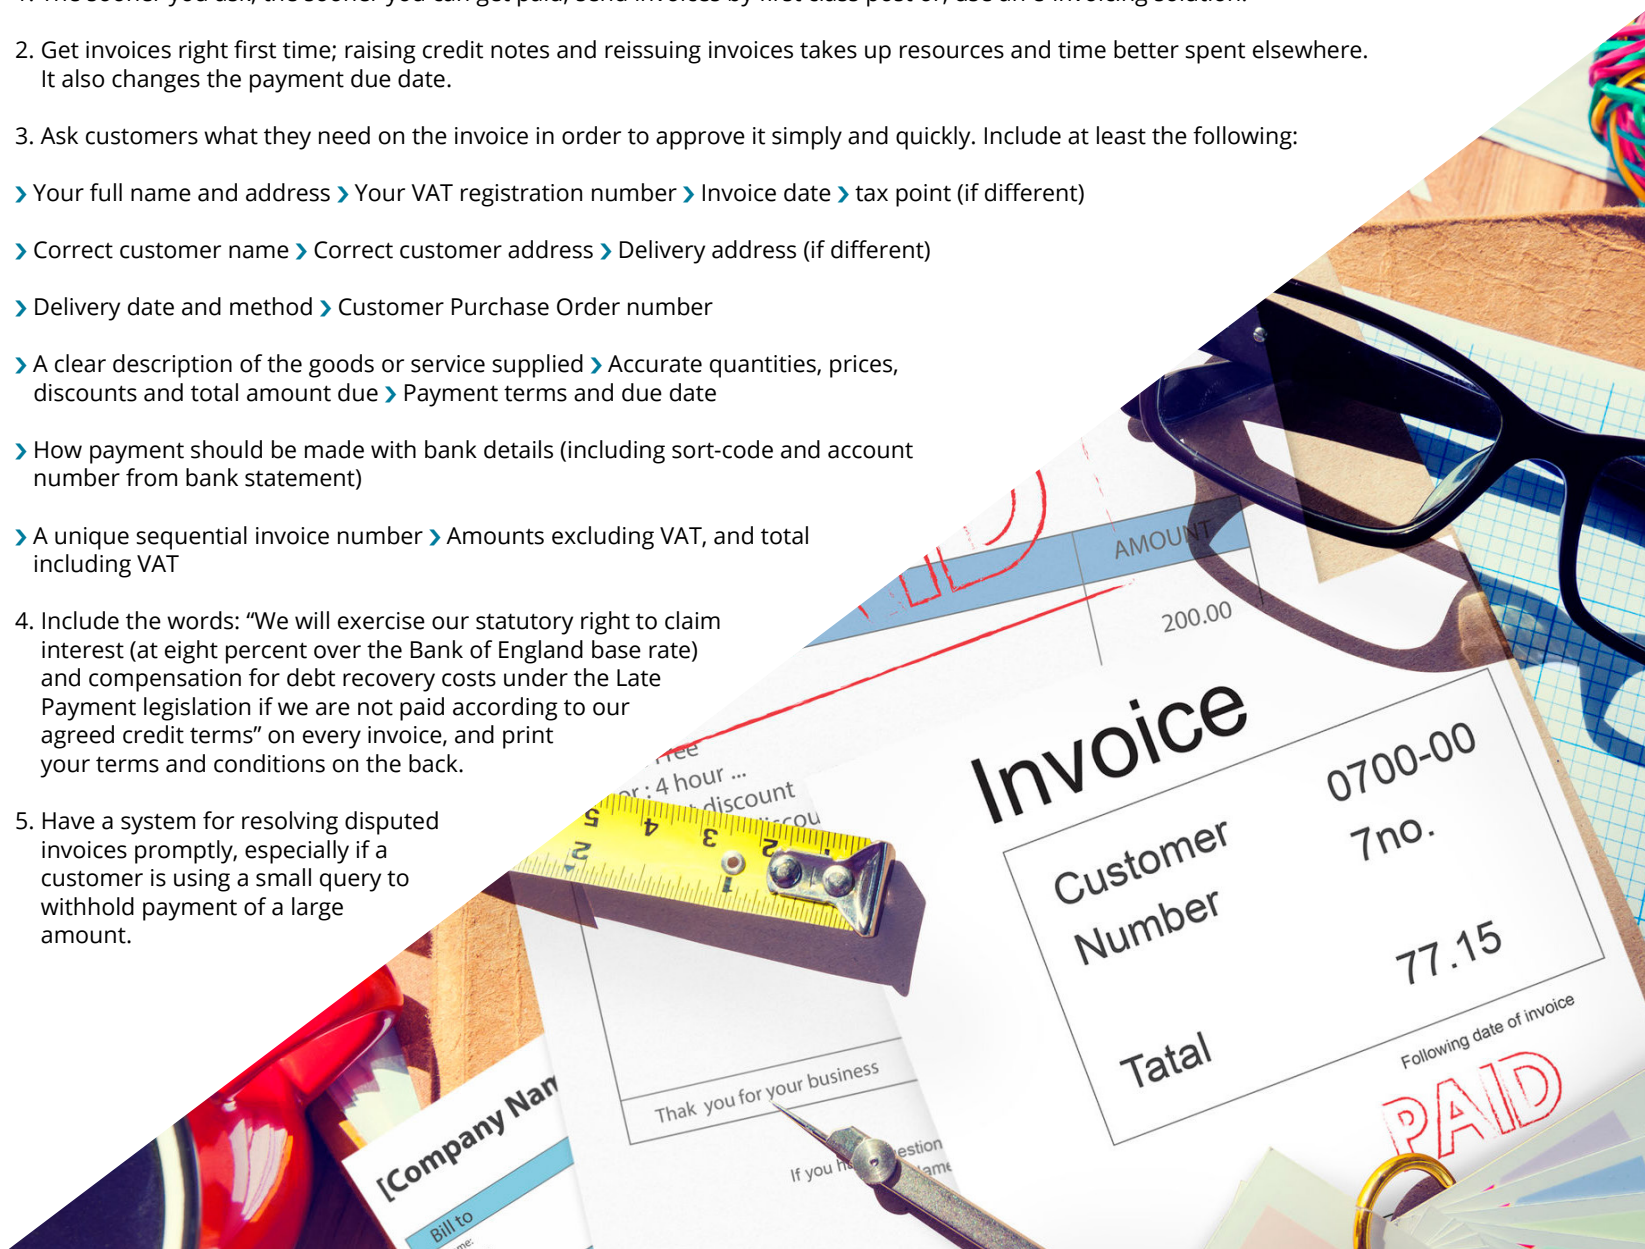 2. Get invoices right first time; raising credit notes and reissuing invoices takes up resources and time better spent elsewhere.
It also changes the payment due date.
3. Ask customers what they need on the invoice in order to approve it simply and quickly. Include at least the following:
› Your full name and address › Your VAT registration number › Invoice date › tax point (if different)
› Correct customer name › Correct customer address › Delivery address (if different)
› Delivery date and method › Customer Purchase Order number
› A clear description of the goods or service supplied › Accurate quantities, prices,
discounts and total amount due › Payment terms and due date
› How payment should be made with bank details (including sort-code and account
number from bank statement)
› A unique sequential invoice number › Amounts excluding VAT, and total
including VAT
4. Include the words: “We will exercise our statutory right to claim
interest (at eight percent over the Bank of England base rate)
and compensation for debt recovery costs under the Late
Payment legislation if we are not paid according to our
agreed credit terms” on every invoice, and print
your terms and conditions on the back.
5. Have a system for resolving disputed
invoices promptly, especially if a
customer is using a small query to
withhold payment of a large
amount.
AMOUNT
200.00
: 4 hour ...
discount
5 4 3 2
Invoice
0700-00
Customer 7no.
Number
77.15
Tatal
Following date of invoice
PAID
Thak you for your business
If you
[Company Nam
Bill to